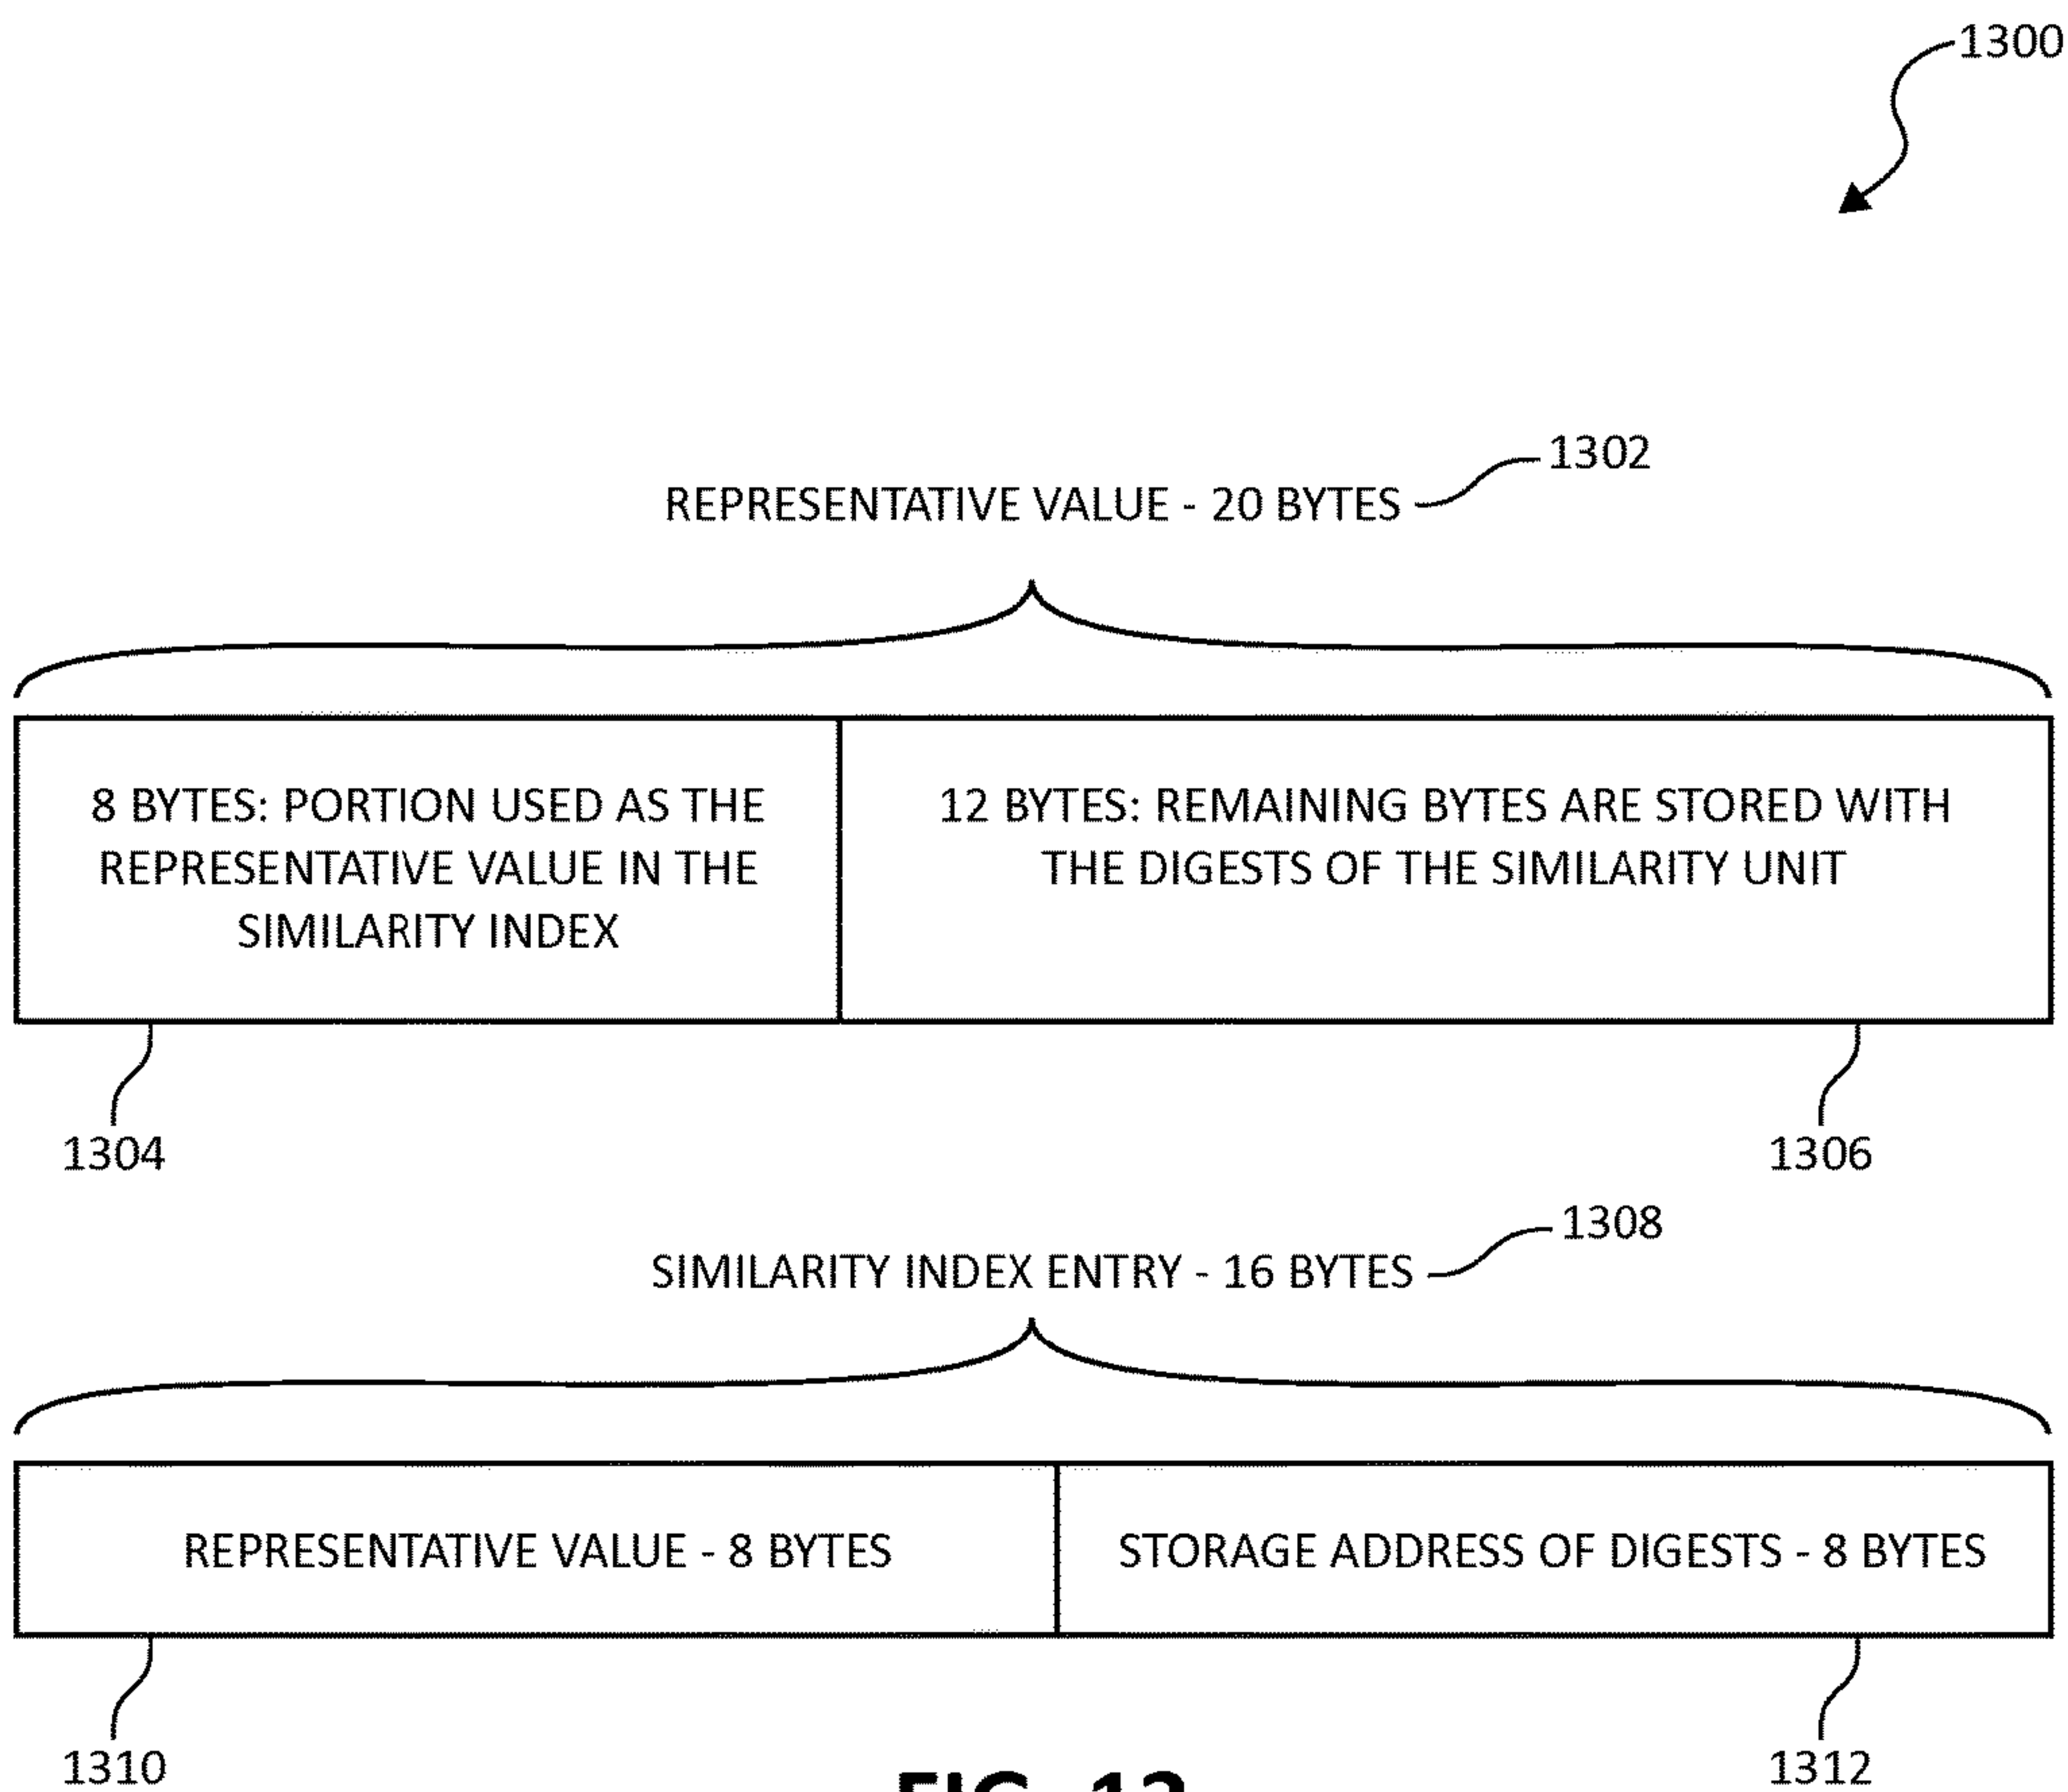 1300
1302
REPRESENTATIVE VALUE - 20 BYTES
8 BYTES: PORTION USED AS THE
REPRESENTATIVE VALUE IN THE
SIMILARITY INDEX
12 BYTES: REMAINING BYTES ARE STORED WITH
THE DIGESTS OF THE SIMILARITY UNIT
1304
1306
1308
SIMILARITY INDEX ENTRY - 16 BYTES
REPRESENTATIVE VALUE - 8 BYTES
STORAGE ADDRESS OF DIGESTS - 8 BYTES
1310
1312
FIG.